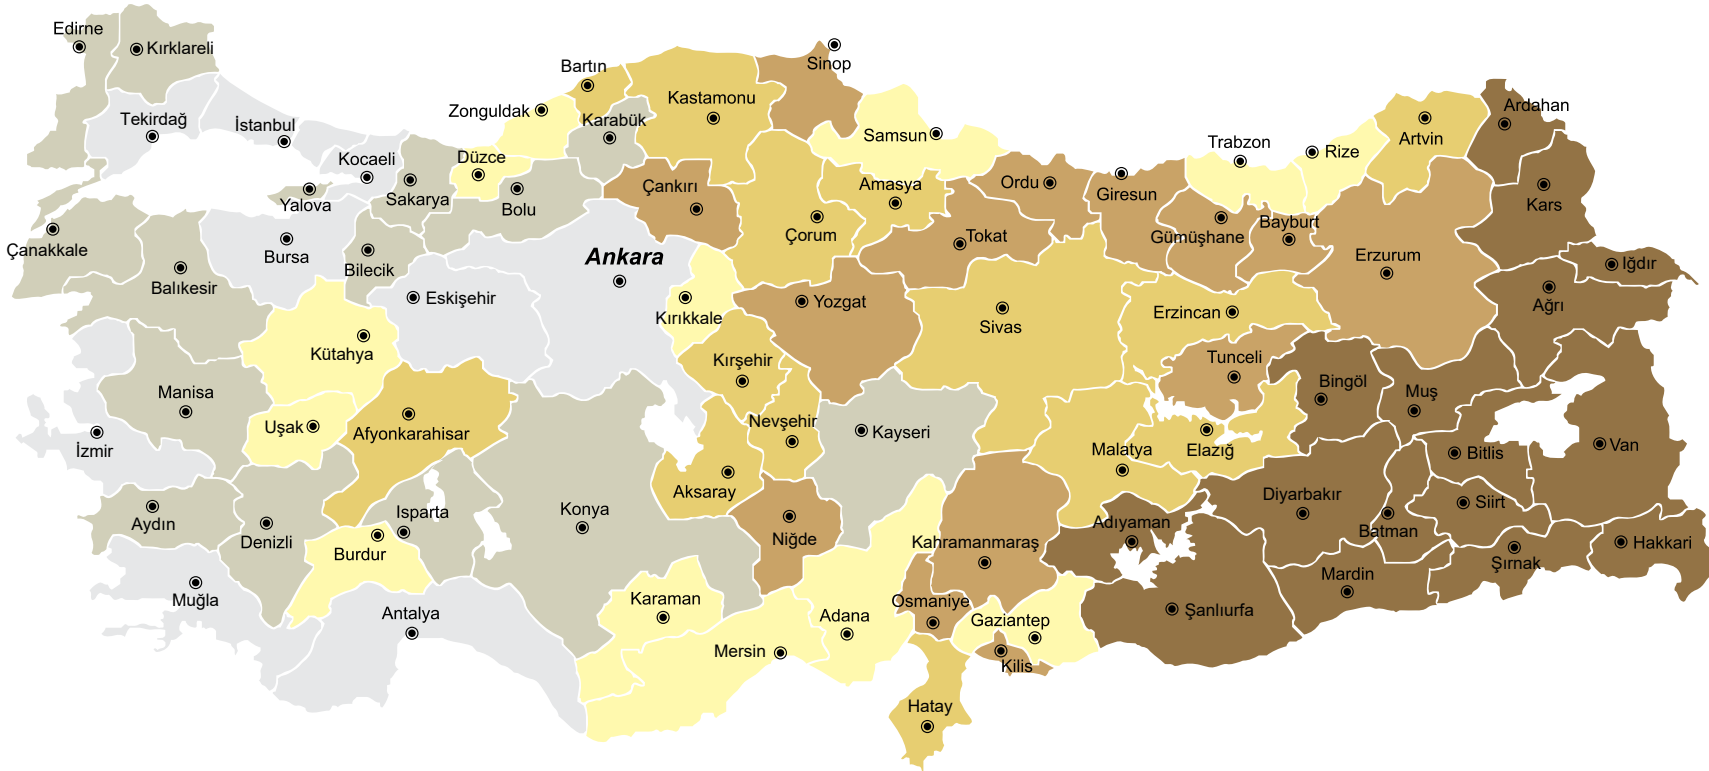 Edirne
Kırklareli
Sinop
Bartın
Kastamonu
Ardahan
Zonguldak
Tekirdağ
İstanbul
Karabük
Samsun
Artvin
Trabzon
Rize
Kocaeli
Düzce
Çankırı
Amasya
Ordu
Giresun
Kars
Yalova
Sakarya
Bolu
Çorum
Tokat
Gümüşhane
Bayburt
Çanakkale
Bursa
Bilecik
Ankara
Erzurum
Iğdır
Balıkesir
Eskişehir
Kırıkkale
Yozgat
Sivas
Erzincan
Ağrı
Kütahya
Kırşehir
Tunceli
Bingöl
Muş
Manisa
Uşak
Afyonkarahisar
Nevşehir
Kayseri
Malatya
Elazığ
Bitlis
Van
İzmir
Aksaray
Diyarbakır
Siirt
Aydın
Denizli
Isparta
Konya
Niğde
Adıyaman
Batman
Burdur
Kahramanmaraş
Hakkari
Şırnak
Mardin
Muğla
Antalya
Karaman
Adana
Osmaniye
Gaziantep
Şanlıurfa
Mersin
Kilis
Hatay